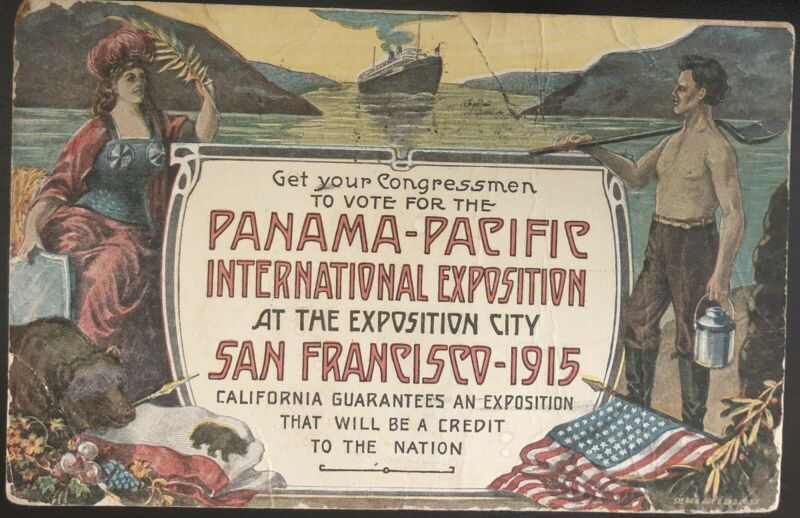 Get your Congressmen
TO VOTE FOR THE
PANAMA-PACIFIC
INTERNATIONAL EXPOSITION
AT THE EXPOSITION CITY
SAN FRANCISCO-1915
CALIFORNIA GUARANTEES AN EXPOSITION
THAT WILL BE A CREDIT
TO THE NATION